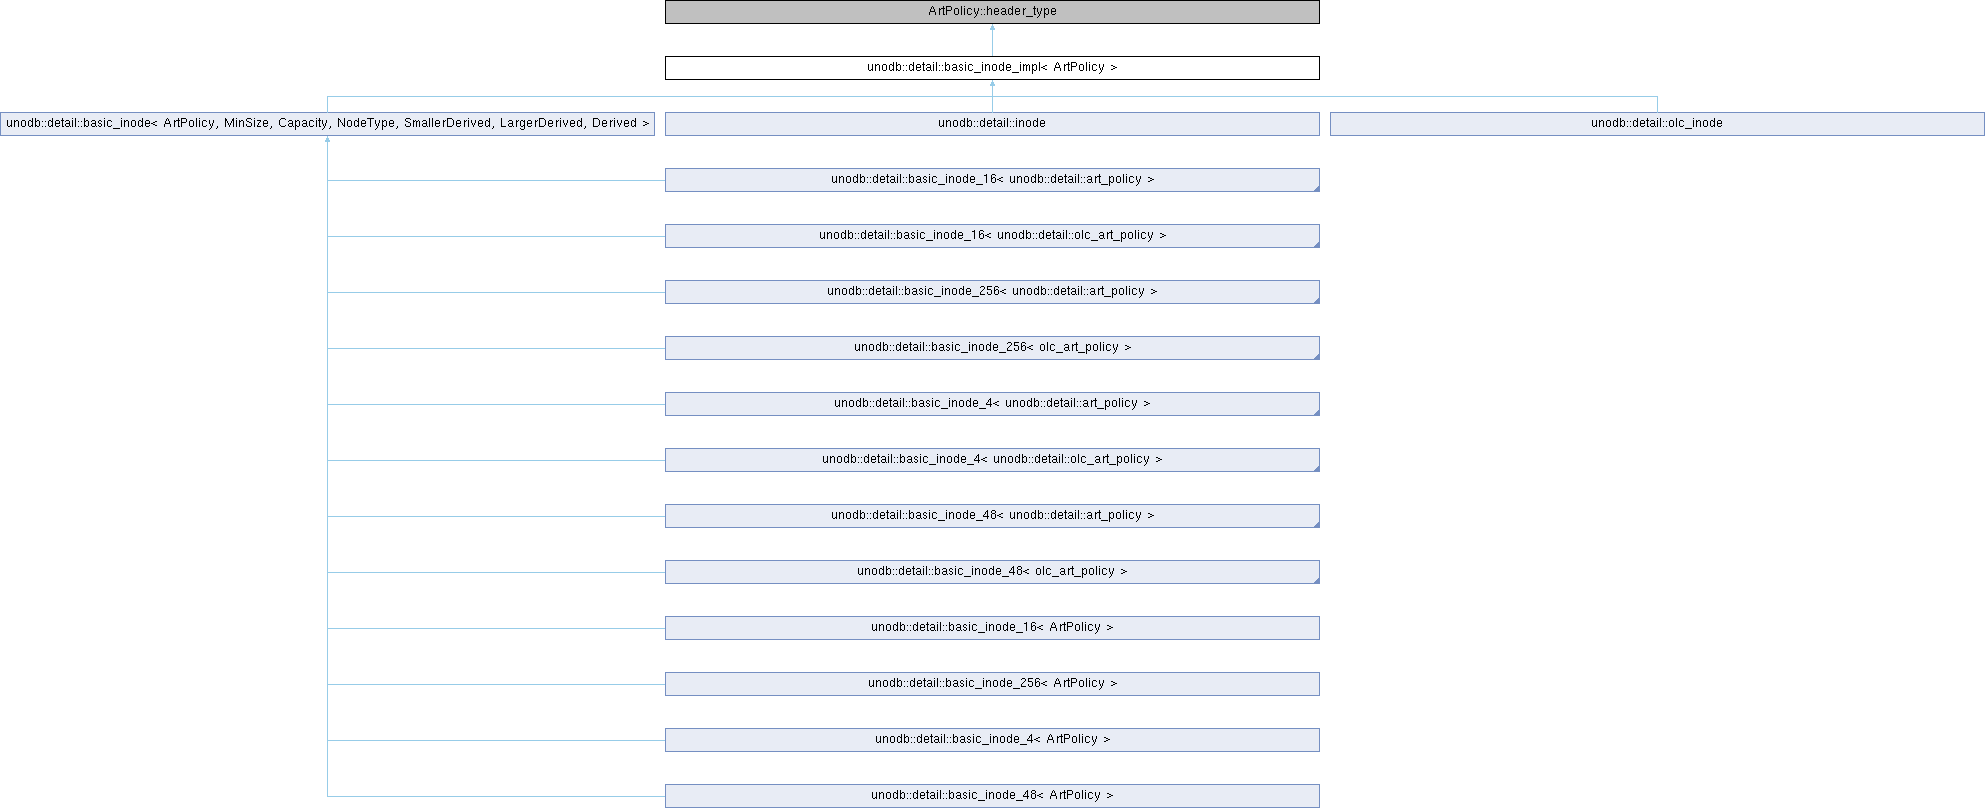 ArtPolicy::header_type
unodb::detail::basic_inode_impl< ArtPolicy >
unodb::detail::basic_inode< ArtPolicy, MinSize, Capacity, NodeType, SmallerDerived, LargerDerived, Derived >
unodb::detail::inode
unodb::detail::olc_inode
unodb::detail::basic_inode_16< unodb::detail::art_policy >
unodb::detail::basic_inode_16< unodb::detail::olc_art_policy >
unodb::detail::basic_inode_256< unodb::detail::art_policy >
unodb::detail::basic_inode_256< olc_art_policy >
unodb::detail::basic_inode_4< unodb::detail::art_policy >
unodb::detail::basic_inode_4< unodb::detail::olc_art_policy >
unodb::detail::basic_inode_48< unodb::detail::art_policy >
unodb::detail::basic_inode_48< olc_art_policy >
unodb::detail::basic_inode_16< ArtPolicy >
unodb::detail::basic_inode_256< ArtPolicy >
unodb::detail::basic_inode_4< ArtPolicy >
unodb::detail::basic_inode_48< ArtPolicy >